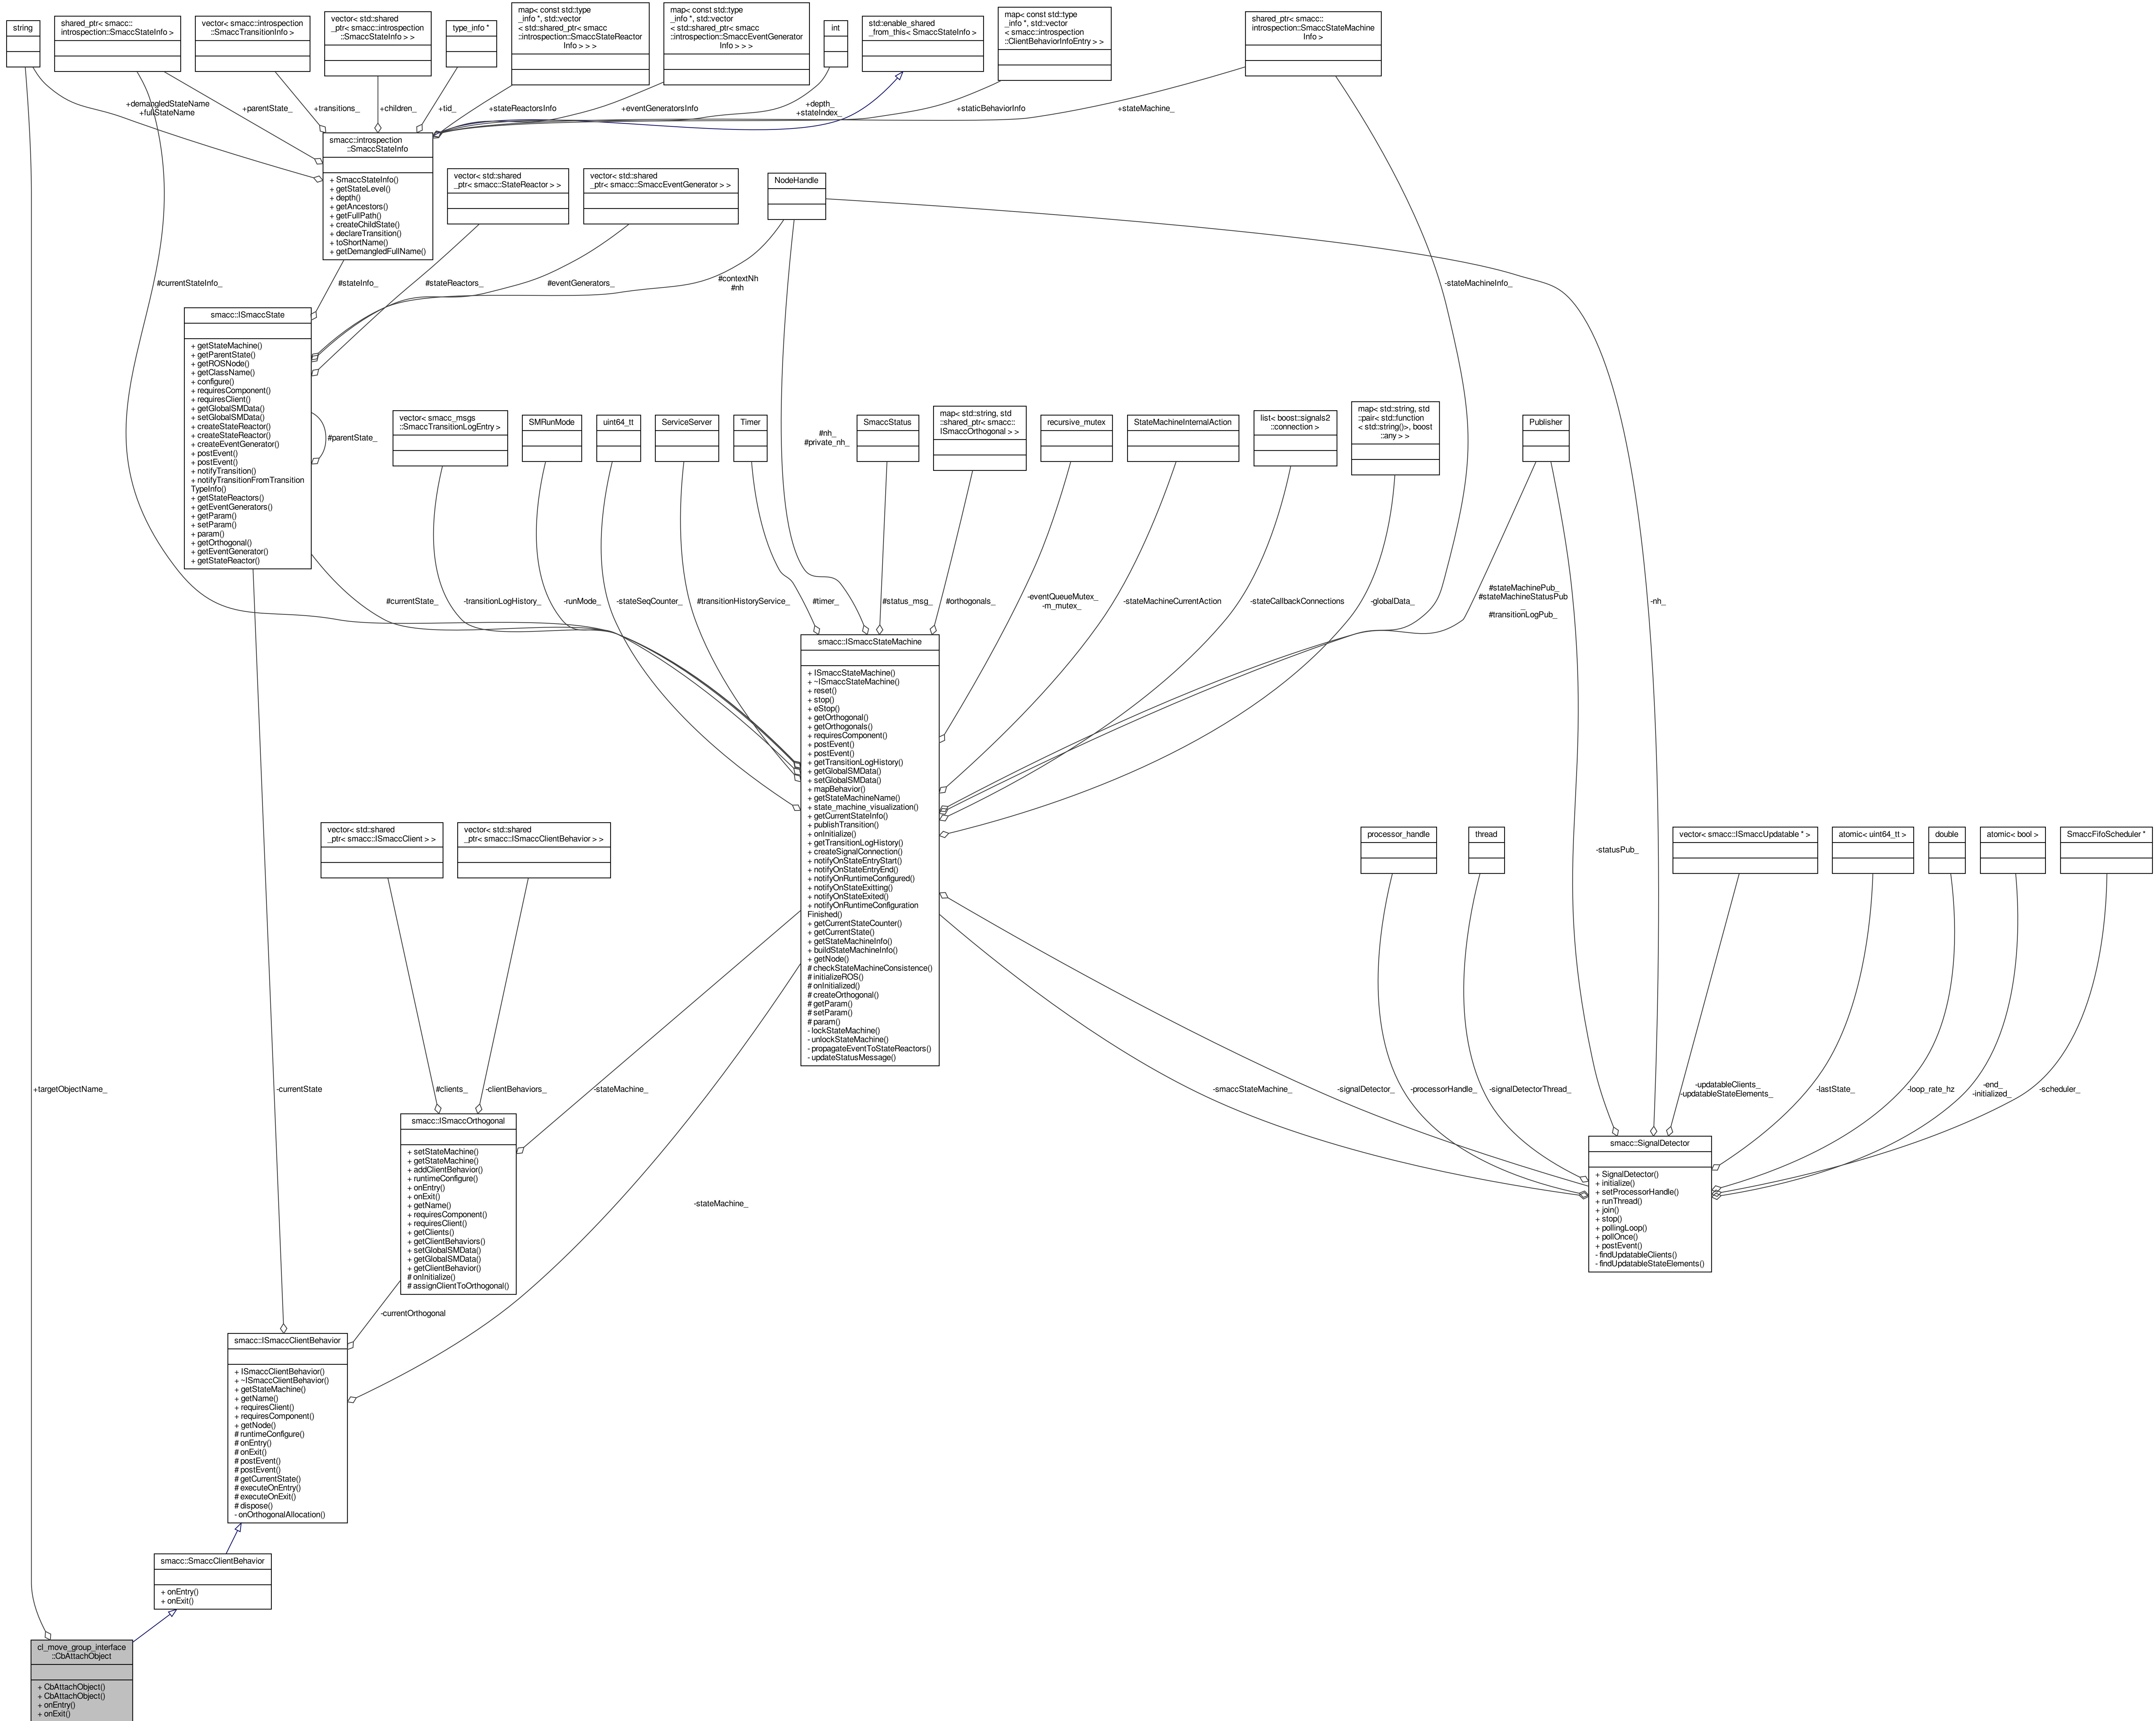 string
shared_ptr< smacc::
introspection::SmaccStateInfo >
vector< smacc::introspection
::SmaccTransitionInfo >
vector< std::shared
_ptr< smacc::introspection
::SmaccStateInfo > >
type_info *
map< const std::type
_info *, std::vector
< std::shared_ptr< smacc
::introspection::SmaccStateReactor
Info > > >
map< const std::type
_info *, std::vector
< std::shared_ptr< smacc
::introspection::SmaccEventGenerator
Info > > >
int
std::enable_shared
_from_this< SmaccStateInfo >
map< const std::type
_info *, std::vector
< smacc::introspection
::ClientBehaviorInfoEntry > >
shared_ptr< smacc::
introspection::SmaccStateMachine
Info >
+demangledStateName
+fullStateName
+parentState_
+transitions_
+children_
+tid_
+stateReactorsInfo
+eventGeneratorsInfo
+depth_
+stateIndex_
+staticBehaviorInfo
+stateMachine_
smacc::introspection
::SmaccStateInfo
+ SmaccStateInfo()
+ getStateLevel()
+ depth()
+ getAncestors()
+ getFullPath()
+ createChildState()
+ declareTransition()
+ toShortName()
+ getDemangledFullName()
vector< std::shared
_ptr< smacc::StateReactor > >
vector< std::shared
_ptr< smacc::SmaccEventGenerator > >
NodeHandle
#currentStateInfo_
#stateInfo_
#stateReactors_
#eventGenerators_
#contextNh
#nh
-stateMachineInfo_
smacc::ISmaccState
+ getStateMachine()
+ getParentState()
+ getROSNode()
+ getClassName()
+ configure()
+ requiresComponent()
+ requiresClient()
+ getGlobalSMData()
+ setGlobalSMData()
+ createStateReactor()
+ createStateReactor()
+ createEventGenerator()
+ postEvent()
+ postEvent()
+ notifyTransition()
+ notifyTransitionFromTransition
TypeInfo()
+ getStateReactors()
+ getEventGenerators()
+ getParam()
+ setParam()
+ param()
+ getOrthogonal()
+ getEventGenerator()
+ getStateReactor()
#parentState_
vector< smacc_msgs
::SmaccTransitionLogEntry >
SMRunMode
uint64_tt
ServiceServer
Timer
#nh_
#private_nh_
SmaccStatus
map< std::string, std
::shared_ptr< smacc::
ISmaccOrthogonal > >
recursive_mutex
StateMachineInternalAction
list< boost::signals2
::connection >
map< std::string, std
::pair< std::function
< std::string()>, boost
::any > >
Publisher
#currentState_
-transitionLogHistory_
-runMode_
-stateSeqCounter_
#transitionHistoryService_
#timer_
#status_msg_
#orthogonals_
-eventQueueMutex_
-m_mutex_
-stateMachineCurrentAction
-stateCallbackConnections
-globalData_
#stateMachinePub_
#stateMachineStatusPub
_
#transitionLogPub_
-nh_
smacc::ISmaccStateMachine
+ ISmaccStateMachine()
+ ~ISmaccStateMachine()
+ reset()
+ stop()
+ eStop()
+ getOrthogonal()
+ getOrthogonals()
+ requiresComponent()
+ postEvent()
+ postEvent()
+ getTransitionLogHistory()
+ getGlobalSMData()
+ setGlobalSMData()
+ mapBehavior()
+ getStateMachineName()
+ state_machine_visualization()
+ getCurrentStateInfo()
+ publishTransition()
+ onInitialize()
+ getTransitionLogHistory()
+ createSignalConnection()
+ notifyOnStateEntryStart()
+ notifyOnStateEntryEnd()
+ notifyOnRuntimeConfigured()
+ notifyOnStateExitting()
+ notifyOnStateExited()
+ notifyOnRuntimeConfiguration
Finished()
+ getCurrentStateCounter()
+ getCurrentState()
+ getStateMachineInfo()
+ buildStateMachineInfo()
+ getNode()
# checkStateMachineConsistence()
# initializeROS()
# onInitialized()
# createOrthogonal()
# getParam()
# setParam()
# param()
- lockStateMachine()
- unlockStateMachine()
- propagateEventToStateReactors()
- updateStatusMessage()
vector< std::shared
_ptr< smacc::ISmaccClient > >
vector< std::shared
_ptr< smacc::ISmaccClientBehavior > >
processor_handle
thread
-statusPub_
vector< smacc::ISmaccUpdatable * >
atomic< uint64_tt >
double
atomic< bool >
SmaccFifoScheduler *
+targetObjectName_
-currentState
#clients_
-clientBehaviors_
-stateMachine_
-smaccStateMachine_
-signalDetector_
-processorHandle_
-signalDetectorThread_
-updatableClients_
-updatableStateElements_
-lastState_
-loop_rate_hz
-end_
-initialized_
-scheduler_
smacc::ISmaccOrthogonal
+ setStateMachine()
+ getStateMachine()
+ addClientBehavior()
+ runtimeConfigure()
+ onEntry()
+ onExit()
+ getName()
+ requiresComponent()
+ requiresClient()
+ getClients()
+ getClientBehaviors()
+ setGlobalSMData()
+ getGlobalSMData()
+ getClientBehavior()
# onInitialize()
# assignClientToOrthogonal()
smacc::SignalDetector
+ SignalDetector()
+ initialize()
+ setProcessorHandle()
+ runThread()
+ join()
+ stop()
+ pollingLoop()
+ pollOnce()
+ postEvent()
- findUpdatableClients()
- findUpdatableStateElements()
-stateMachine_
-currentOrthogonal
smacc::ISmaccClientBehavior
+ ISmaccClientBehavior()
+ ~ISmaccClientBehavior()
+ getStateMachine()
+ getName()
+ requiresClient()
+ requiresComponent()
+ getNode()
# runtimeConfigure()
# onEntry()
# onExit()
# postEvent()
# postEvent()
# getCurrentState()
# executeOnEntry()
# executeOnExit()
# dispose()
- onOrthogonalAllocation()
smacc::SmaccClientBehavior
+ onEntry()
+ onExit()
cl_move_group_interface
::CbAttachObject
+ CbAttachObject()
+ CbAttachObject()
+ onEntry()
+ onExit()